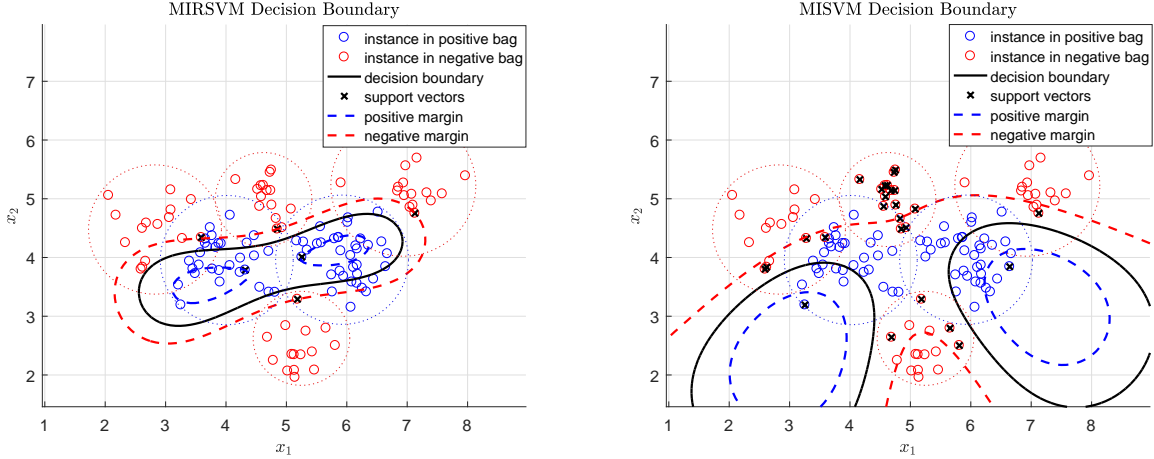 MIRSVM Decision Boundary
instance in positive bag
instance in negative bag
decision boundary
support vectors
positive margin
negative margin
7
6
5
4
3
2
x2
1 2 3 4 5 6 7 8
x1
MISVM Decision Boundary
instance in positive bag
instance in negative bag
decision boundary
support vectors
positive margin
negative margin
7
6
5
4
3
2
x2
1 2 3 4 5 6 7 8
x1